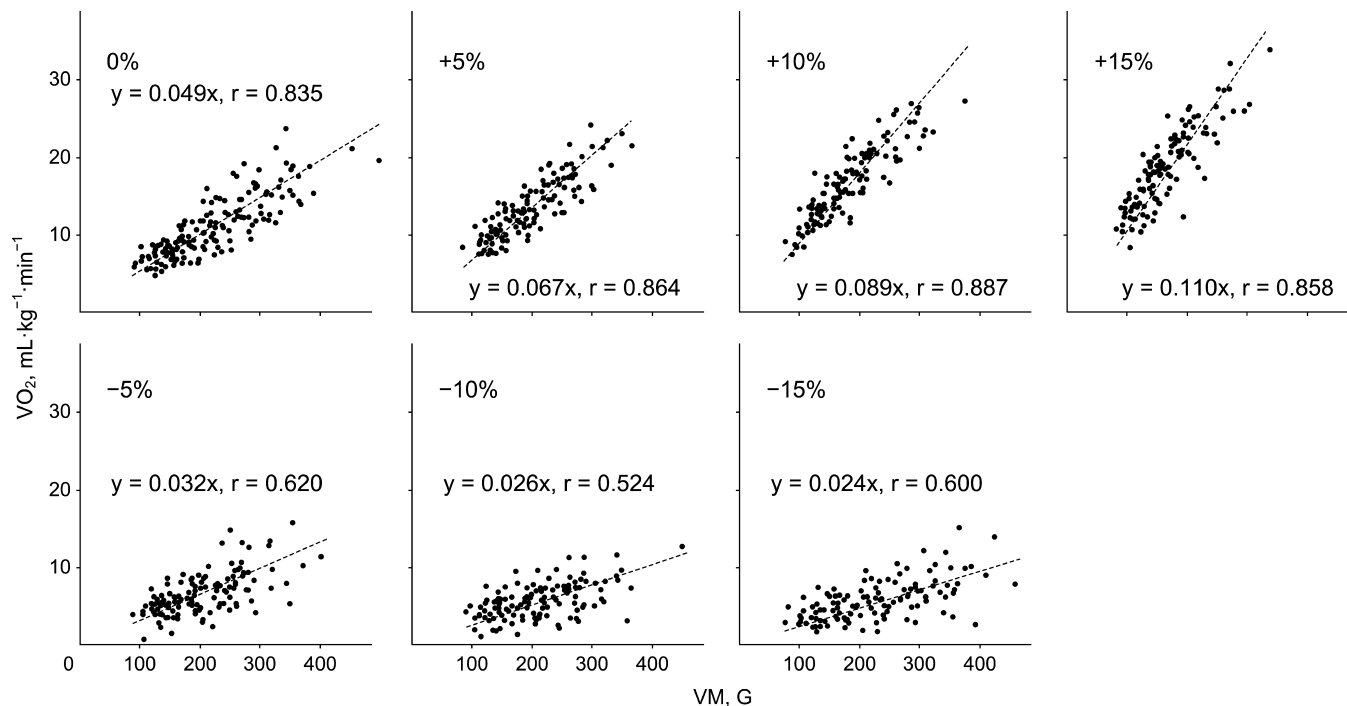 0%
y = 0.049x, r = 0.835
+5%
y = 0.067x, r = 0.864
+10%
y = 0.089x, r = 0.887
+15%
y = 0.110x, r = 0.858
30
20
10
VO₂, mL·kg⁻¹·min⁻¹
−5%
y = 0.032x, r = 0.620
−10%
y = 0.026x, r = 0.524
−15%
y = 0.024x, r = 0.600
30
20
10
0
100 200 300 400
100 200 300 400
100 200 300 400
VM, G